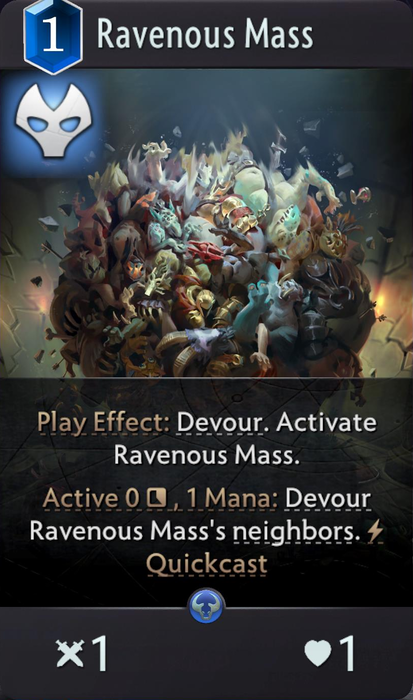 1 Ravenous Mass
Play Effect: Devour. Activate
Ravenous Mass.
Active 0 , 1 Mana: Devour
Ravenous Mass's neighbors.
Quickcast
1 1